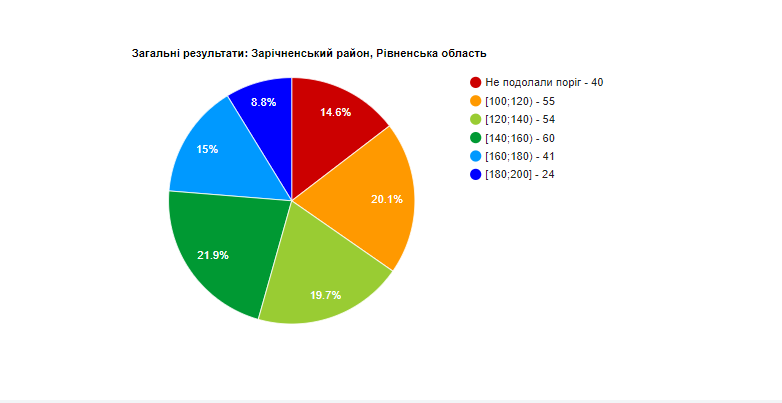 Загальні результати: Зарічненський район, Рівненська область
Не подолали поріг - 40
[100;120) - 55
[120;140) - 54
[140;160) - 60
[160;180) - 41
[180;200] - 24
8.8%
14.6%
15%
20.1%
21.9%
19.7%